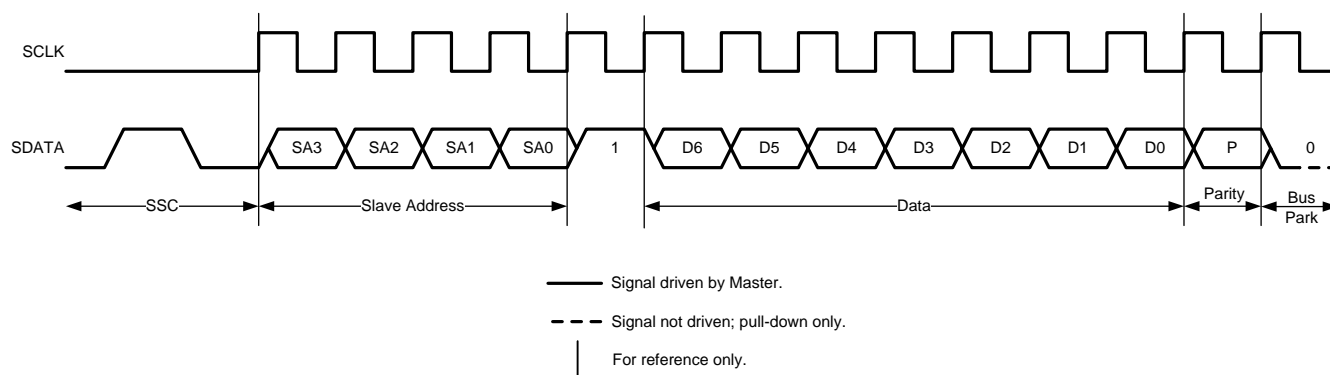 SCLK
SDATA
SA3 SA2 SA1 SA0 1 D6 D5 D4 D3 D2 D1 D0 P 0
SSC Slave Address Data Parity Bus
Park
Signal driven by Master.
Signal not driven; pull-down only.
For reference only.